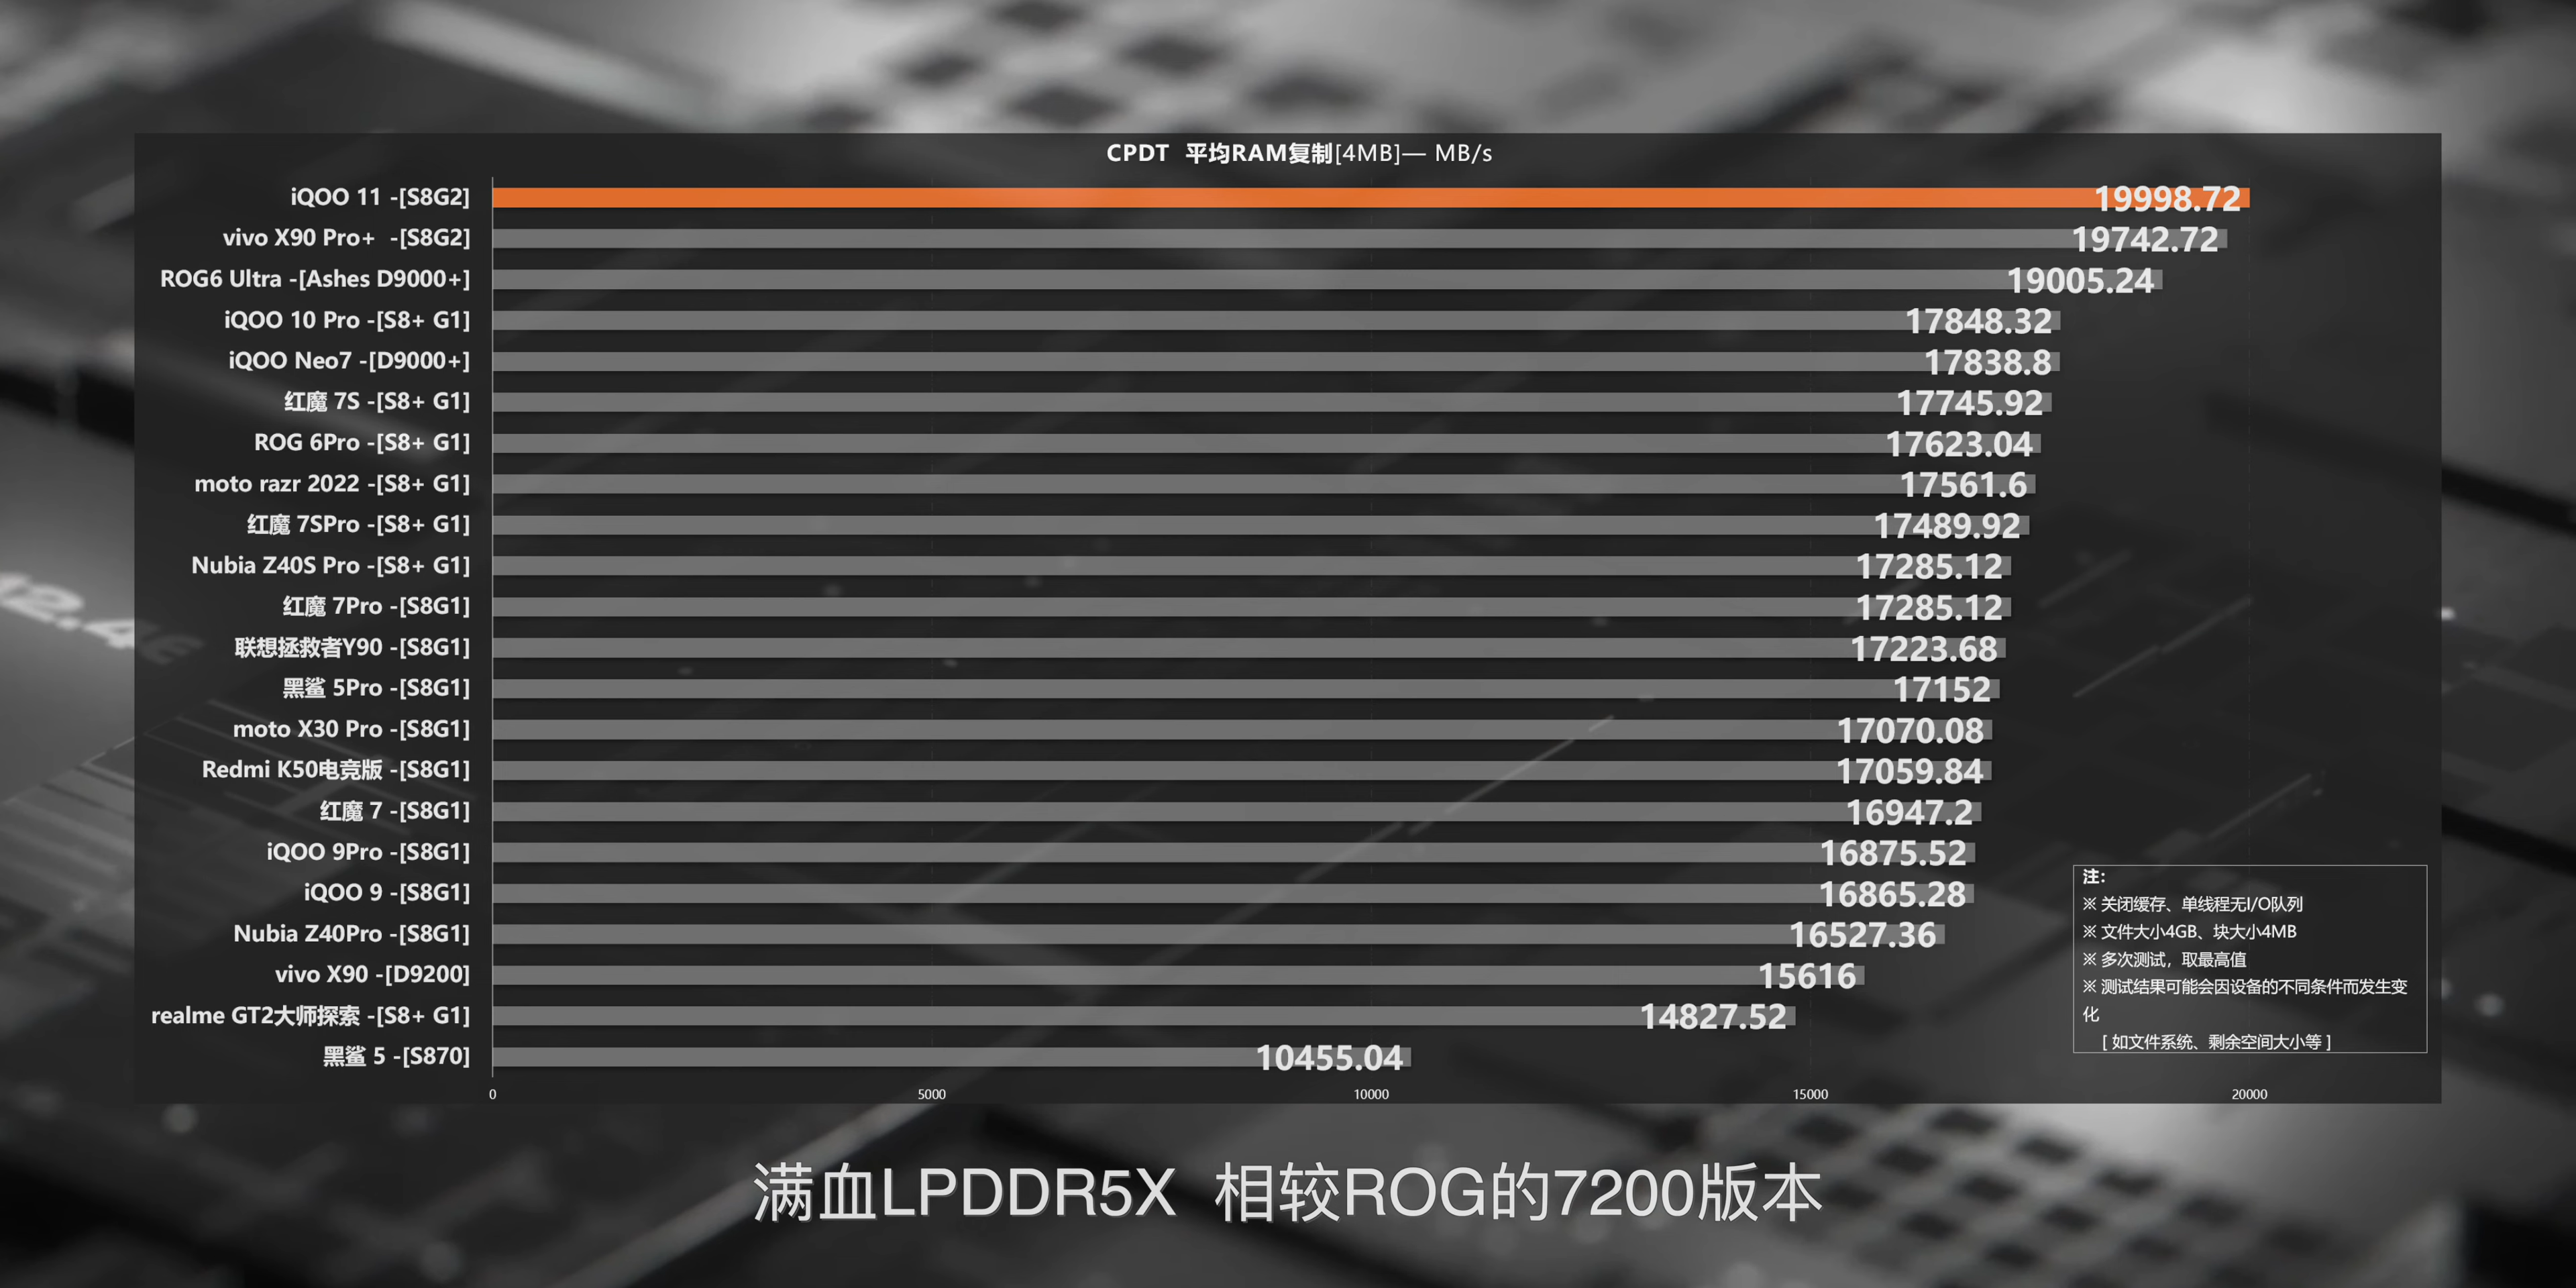 CPDT 平均RAM复制[4MB]— MB/s
iQOO 11 -[S8G2] 19998.72
vivo X90 Pro+ -[S8G2] 19742.72
ROG6 Ultra -[Ashes D9000+] 19005.24
iQOO 10 Pro -[S8+ G1] 17848.32
iQOO Neo7 -[D9000+] 17838.8
红魔 7S -[S8+ G1] 17745.92
ROG 6Pro -[S8+ G1] 17623.04
moto razr 2022 -[S8+ G1] 17561.6
红魔 7SPro -[S8+ G1] 17489.92
Nubia Z40S Pro -[S8+ G1] 17285.12
红魔 7Pro -[S8G1] 17285.12
联想拯救者Y90 -[S8G1] 17223.68
黑鲨 5Pro -[S8G1] 17152
moto X30 Pro -[S8G1] 17070.08
Redmi K50电竞版 -[S8G1] 17059.84
红魔 7 -[S8G1] 16947.2
iQOO 9Pro -[S8G1] 16875.52
iQOO 9 -[S8G1] 16865.28
Nubia Z40Pro -[S8G1] 16527.36
vivo X90 -[D9200] 15616
realme GT2大师探索 -[S8+ G1] 14827.52
黑鲨 5 -[S870] 10455.04
0 5000 10000 15000 20000
注:
※ 关闭缓存、单线程无I/O队列
※ 文件大小4GB、块大小4MB
※ 多次测试，取最高值
※ 测试结果可能会因设备的不同条件而发生变
化
[ 如文件系统、剩余空间大小等 ]
满血LPDDR5X 相较ROG的7200版本